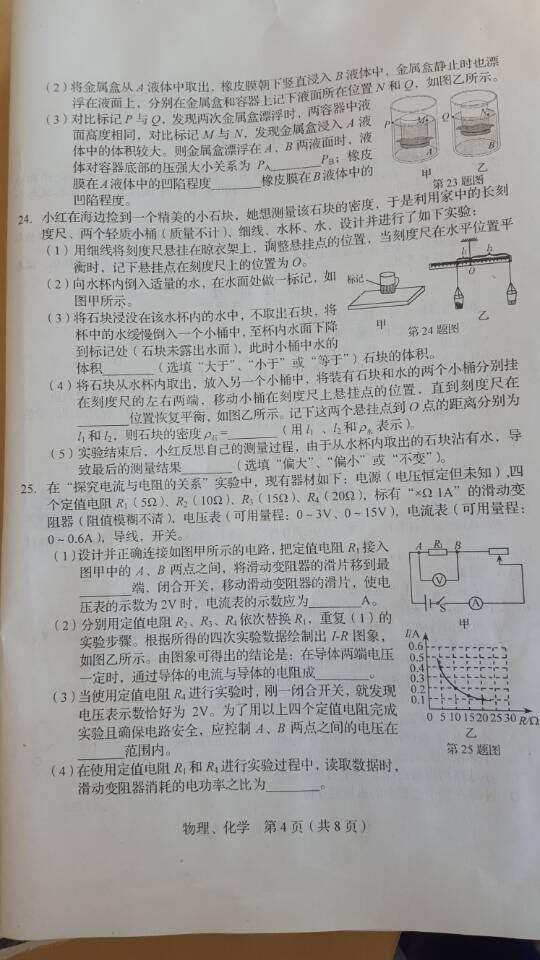 (2)将金属盒从A液体中取出,橡皮膜朝下竖直浸入B液体中,金属盒静止时也漂
浮在液面上,分别在金属盒和容器上记下液面所在位置N和Q,如图乙所示。
(3)对比标记P与Q,发现两次金属盒漂浮时,两容器中液
面高度相同,对比标记M与N,发现金属盒浸入A液
体中的体积较大。则金属盒漂浮在A、B两液面时,液
体对容器底部的压强大小关系为 PA______PB;橡皮
膜在A液体中的凹陷程度______橡皮膜在B液体中的
凹陷程度。
P
M
A
Q
B
甲
乙
第23题图
24. 小红在海边捡到一个精美的小石块,她想测量该石块的密度,于是利用家中的长刻
度尺、两个轻质小桶(质量不计)、细线、水杯、水,设计并进行了如下实验:
(1)用细线将刻度尺悬挂在晾衣架上,调整悬挂点的位置,当刻度尺在水平位置平
衡时,记下悬挂点在刻度尺上的位置为O。
(2)向水杯内倒入适量的水,在水面处做一标记,如
图甲所示。
(3)将石块浸没在该水杯内的水中,不取出石块,将
杯中的水缓慢倒入一个小桶中,至杯内水面下降
到标记处(石块未露出水面),此时小桶中水的
体积______(选填“大于”、“小于”或“等于”)石块的体积。
标记
甲
l₁
l₂
O
乙
第24题图
(4)将石块从水杯内取出,放入另一个小桶中,将装有石块和水的两个小桶分别挂
在刻度尺的左右两端,移动小桶在刻度尺上悬挂点的位置,直到刻度尺在
______位置恢复平衡,如图乙所示。记下这两个悬挂点到O点的距离分别为
l₁和l₂,则石块的密度ρ石=______(用l₁、l₂和ρ水表示)。
(5)实验结束后,小红反思自己的测量过程,由于从水杯内取出的石块沾有水,导
致最后的测量结果______(选填“偏大”、“偏小”或“不变”)。
25. 在“探究电流与电阻的关系”实验中,现有器材如下:电源(电压恒定但未知),四
个定值电阻R₁(5Ω)、R₂(10Ω)、R₃(15Ω)、R₄(20Ω),标有“×Ω 1A”的滑动变
阻器(阻值模糊不清),电压表(可用量程:0~3V、0~15V),电流表(可用量程:
0~0.6A),导线、开关。
(1)设计并正确连接如图甲所示的电路,把定值电阻R₁接入
图甲中的A、B两点之间,将滑动变阻器的滑片移到最
______端,闭合开关,移动滑动变阻器的滑片,使电
压表的示数为2V时,电流表的示数应为______A。
(2)分别用定值电阻R₂、R₃、R₄依次替换R₁,重复(1)的
实验步骤。根据所得的四次实验数据绘制出I-R图象,
如图乙所示。由图象可得出的结论是:在导体两端电压
一定时,通过导体的电流与导体的电阻成______。
(3)当使用定值电阻R₄进行实验时,刚一闭合开关,就发现
电压表示数恰好为2V。为了用以上四个定值电阻完成
实验且确保电路安全,应控制A、B两点之间的电压在
______范围内。
(4)在使用定值电阻R₁和R₄进行实验过程中,读取数据时,
滑动变阻器消耗的电功率之比为______。
A R₁ B
V
S
A
甲
I/A
0.6
0.5
0.4
0.3
0.2
0.1
0 5 10 15 20 25 30 R/Ω
乙
第25题图
物理、化学 第4页(共8页)